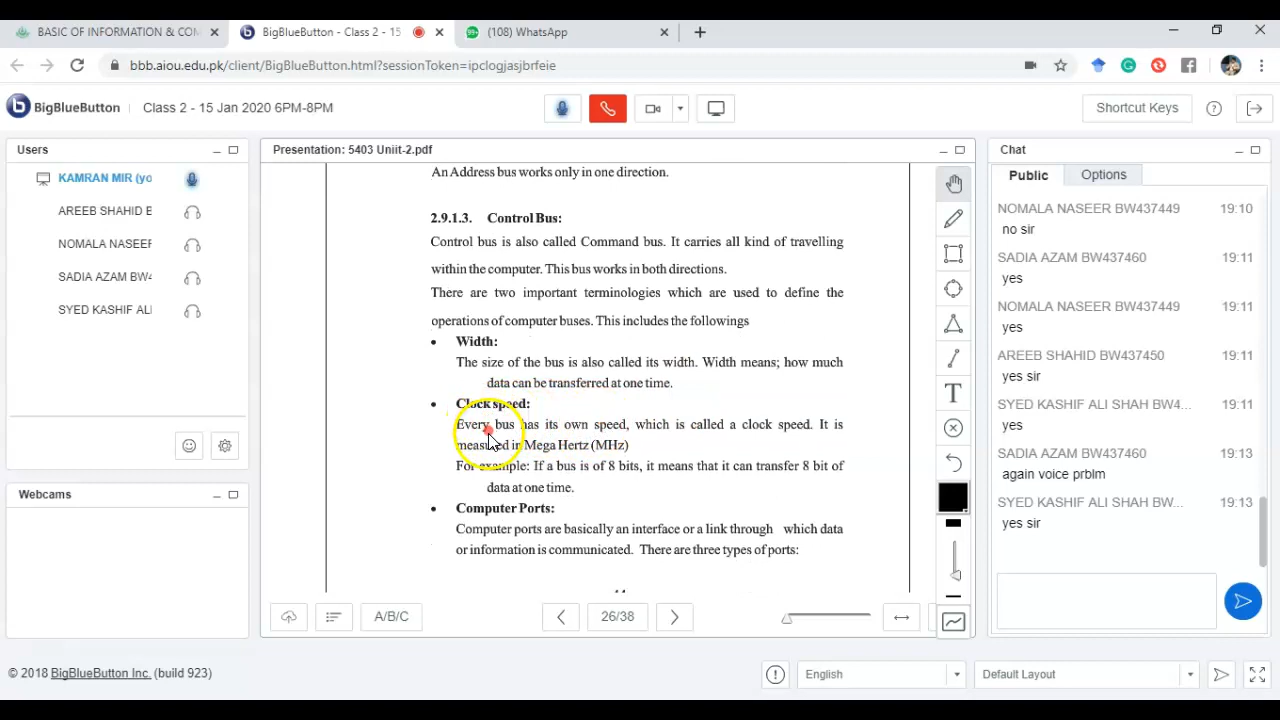 BASIC OF INFORMATION & COM
BigBlueButton - Class 2 - 15
99+ (108) WhatsApp
bbb.aiou.edu.pk/client/BigBlueButton.html?sessionToken=ipclogjasjbrfeie
BigBlueButton Class 2 - 15 Jan 2020 6PM-8PM
Shortcut Keys
Users
KAMRAN MIR (yo
AREEB SHAHID B
NOMALA NASEER
SADIA AZAM BW4
SYED KASHIF ALI
Webcams
Presentation: 5403 Uniit-2.pdf
An Address bus works only in one direction.
2.9.1.3. Control Bus:
Control bus is also called Command bus. It carries all kind of travelling
within the computer. This bus works in both directions.
There are two important terminologies which are used to define the
operations of computer buses. This includes the followings
• Width:
The size of the bus is also called its width. Width means; how much
data can be transferred at one time.
• Clock speed:
Every bus has its own speed, which is called a clock speed. It is
measured in Mega Hertz (MHz)
For example: If a bus is of 8 bits, it means that it can transfer 8 bit of
data at one time.
• Computer Ports:
Computer ports are basically an interface or a link through which data
or information is communicated. There are three types of ports:
A/B/C
26/38
T
Chat
Public Options
NOMALA NASEER BW437449 19:10
no sir
SADIA AZAM BW437460 19:11
yes
NOMALA NASEER BW437449 19:11
yes
AREEB SHAHID BW437450 19:11
yes sir
SYED KASHIF ALI SHAH BW4... 19:11
yes
SADIA AZAM BW437460 19:13
again voice prblm
SYED KASHIF ALI SHAH BW... 19:13
yes sir
© 2018 BigBlueButton Inc. (build 923)
English
Default Layout